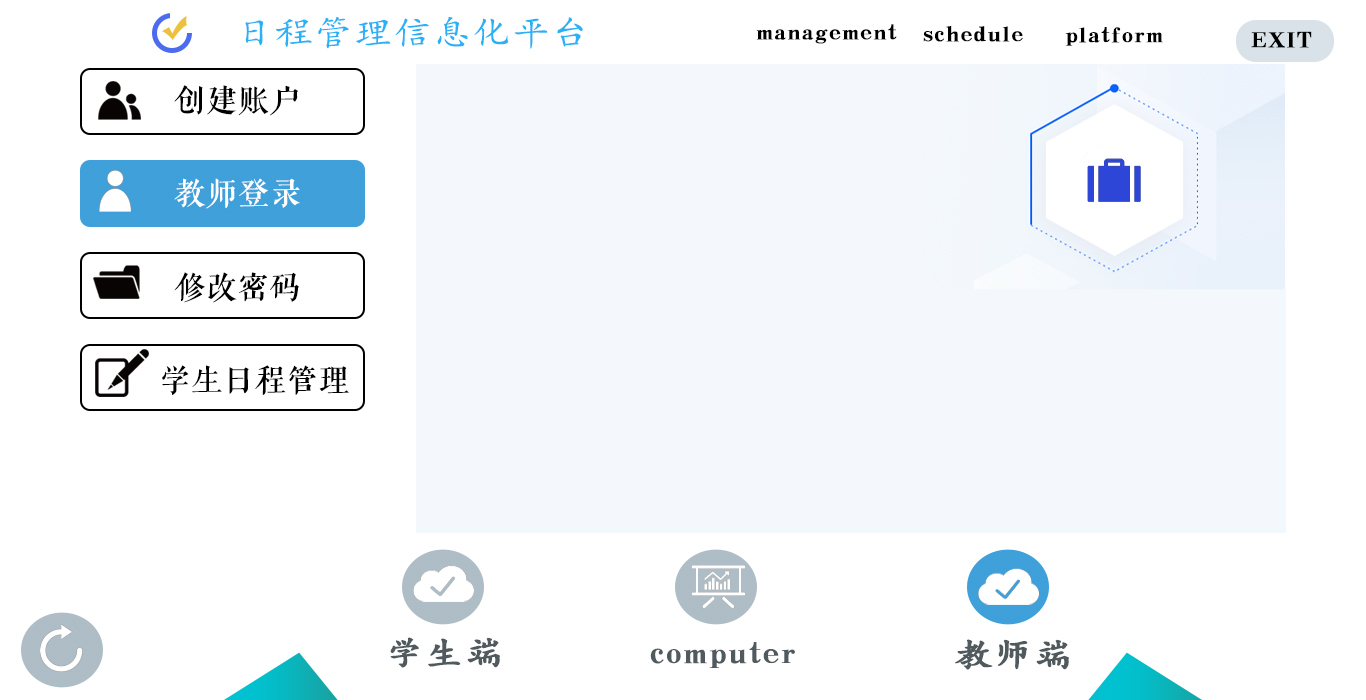 日程管理信息化平台
management schedule platform
EXIT
创建账户
教师登录
修改密码
学生日程管理
学生端
computer
教师端